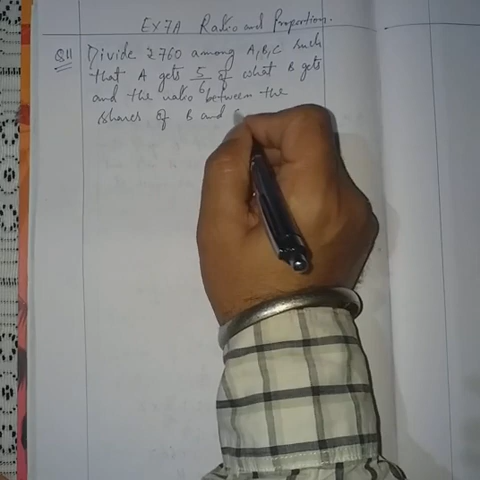 EX 7A Ratio and Proportion.
Q11 Divide ₹760 among A, B, C such
that A gets 5/6 of what B gets
and the ratio between the
shares of B and